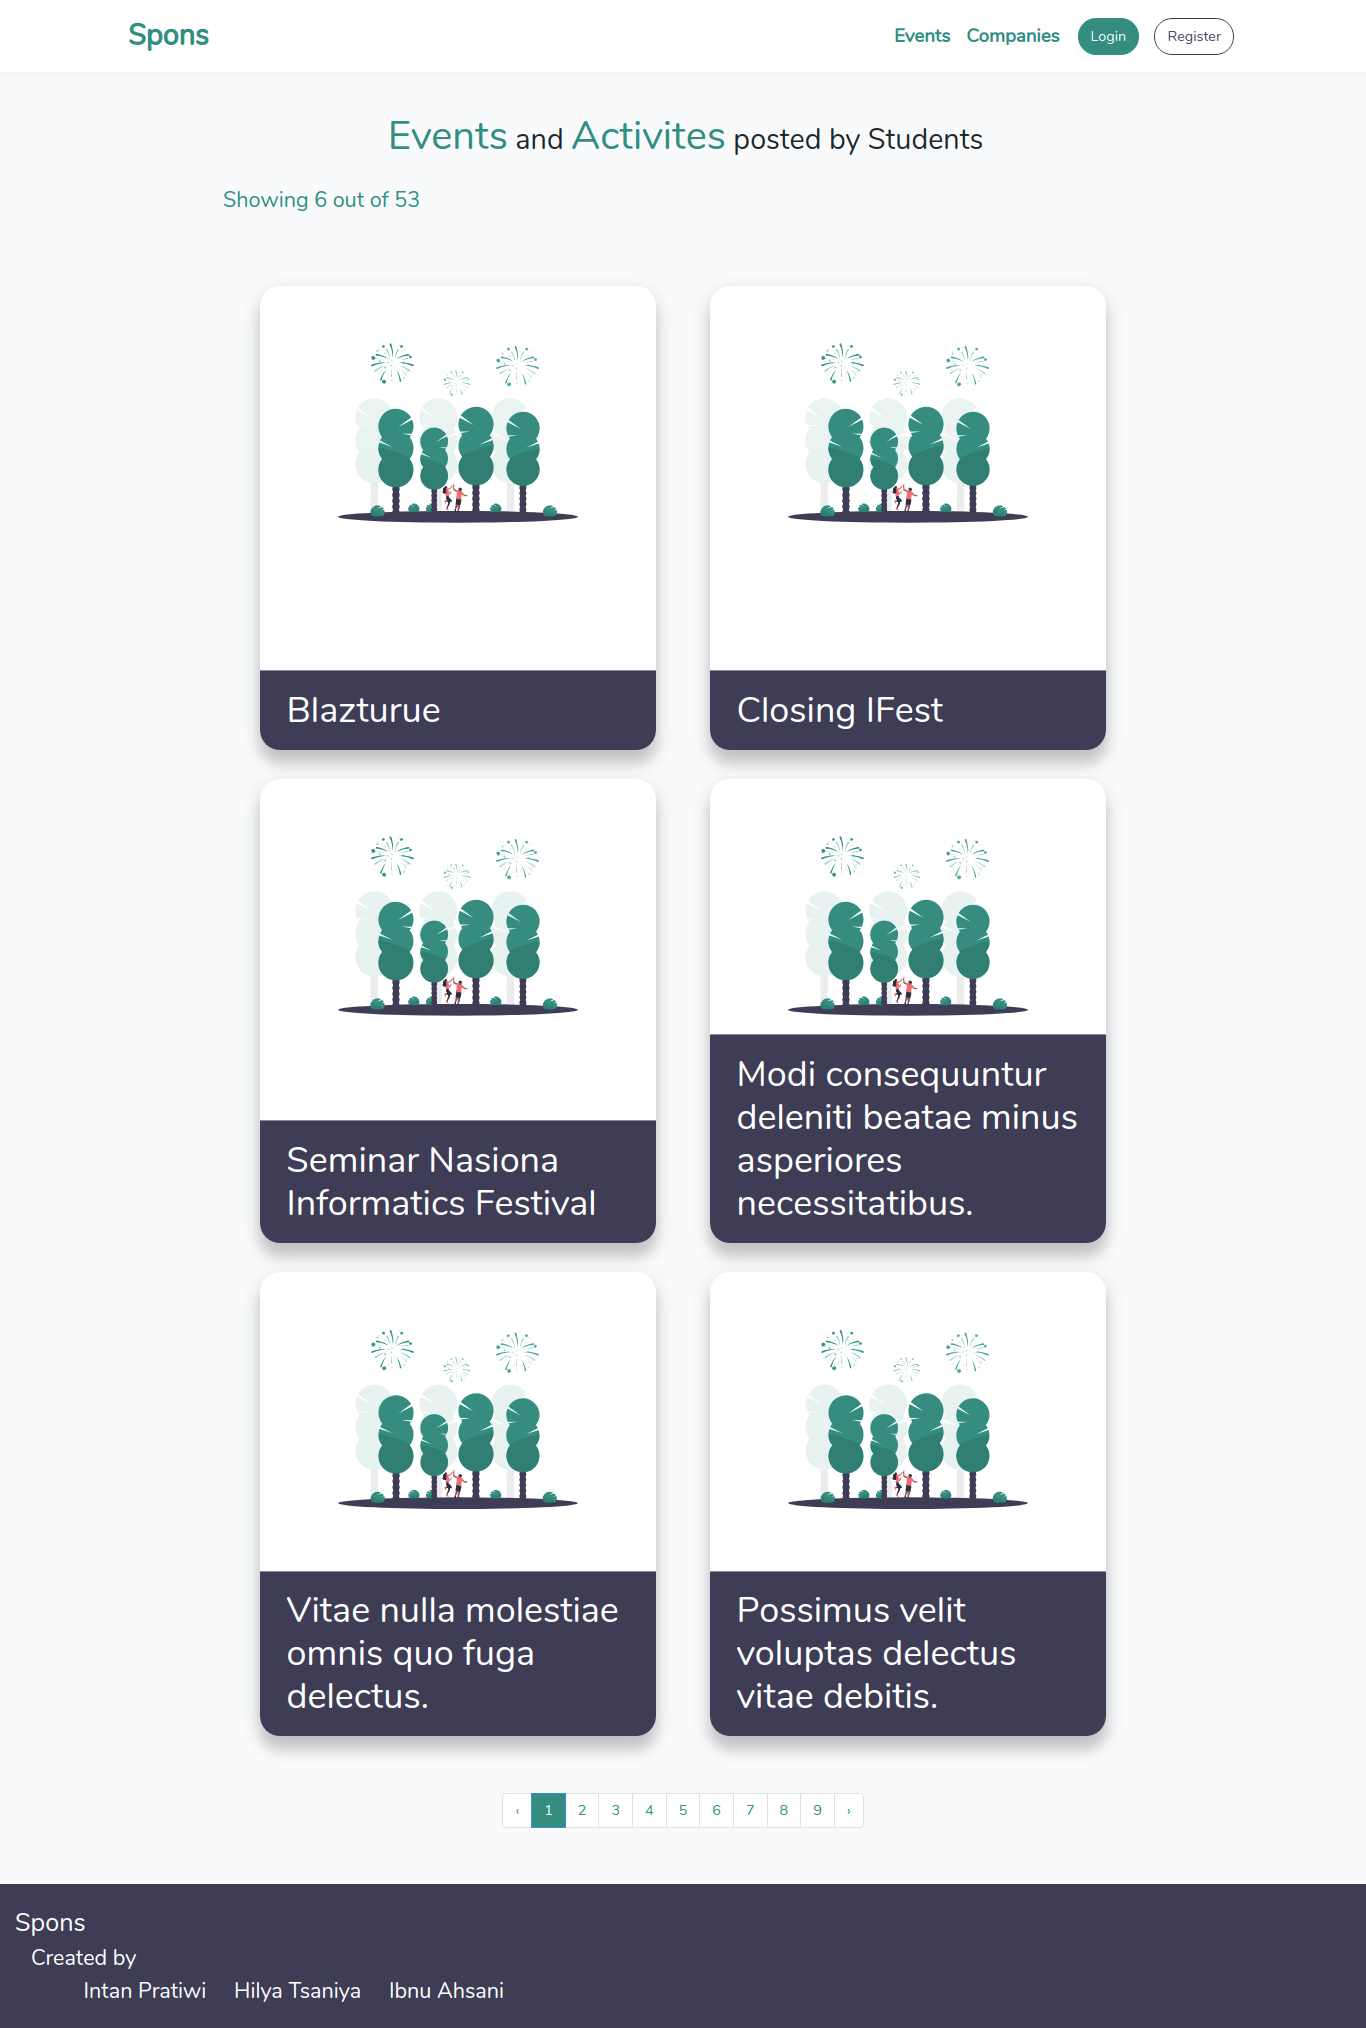 Spons
Events Companies Login Register
Events and Activites posted by Students
Showing 6 out of 53
Blazturue
Closing IFest
Seminar Nasiona
Informatics Festival
Modi consequuntur
deleniti beatae minus
asperiores
necessitatibus.
Vitae nulla molestiae
omnis quo fuga
delectus.
Possimus velit
voluptas delectus
vitae debitis.
‹ 1 2 3 4 5 6 7 8 9 ›
Spons
Created by
Intan Pratiwi Hilya Tsaniya Ibnu Ahsani